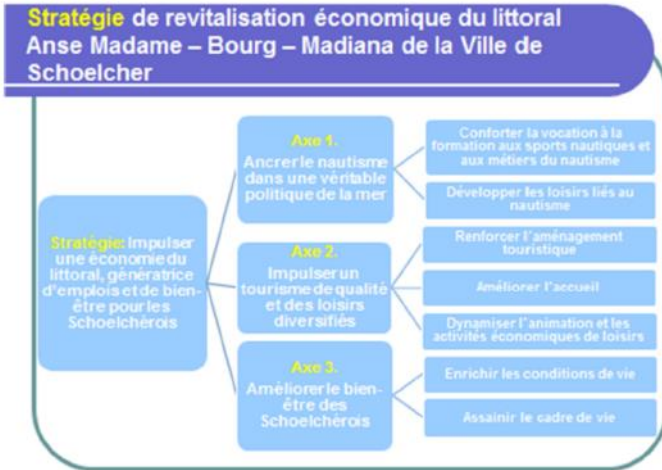 Stratégie de revitalisation économique du littoral
Anse Madame – Bourg – Madiana de la Ville de
Schoelcher
Stratégie: Impulser
une économie du
littoral, génératrice
d'emplois et de bien-
être pour les
Schoelchèrois
Axe 1.
Ancrer le nautisme
dans une véritable
politique de la mer
Conforter la vocation à la
formation aux sports nautiques et
aux métiers du nautisme
Développer les loisirs liés au
nautisme
Axe 2.
Impulser un
tourisme de qualité
et des loisirs
diversifiés
Renforcer l'aménagement
touristique
Améliorer l'accueil
Dynamiser l'animation et les
activités économiques de loisirs
Axe 3.
Améliorer le bien-
être des
Schoelchèrois
Enrichir les conditions de vie
Assainir le cadre de vie